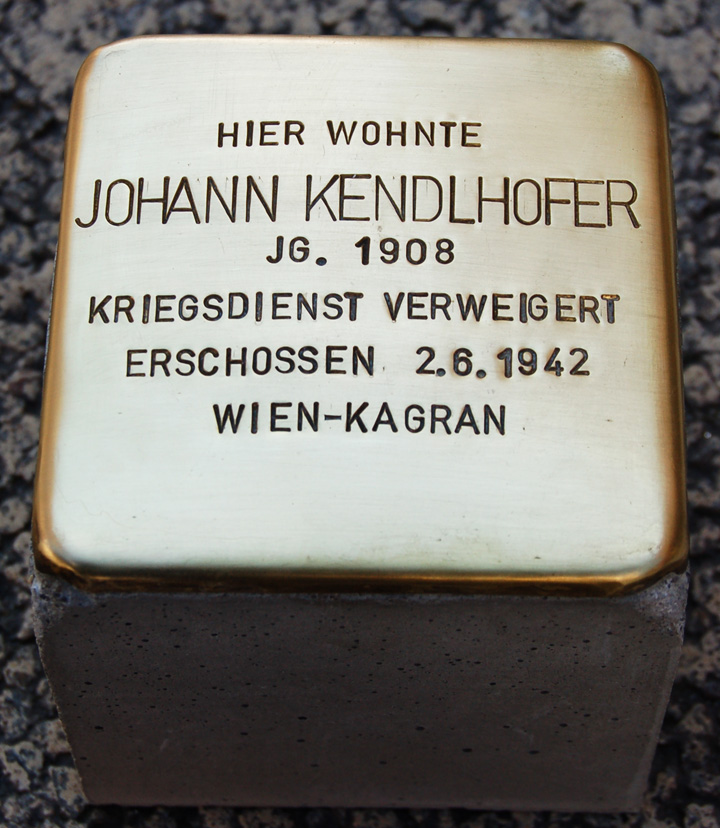 HIER WOHNTE
JOHANN KENDLHOFER
JG. 1908
KRIEGSDIENST VERWEIGERT
ERSCHOSSEN 2.6.1942
WIEN-KAGRAN